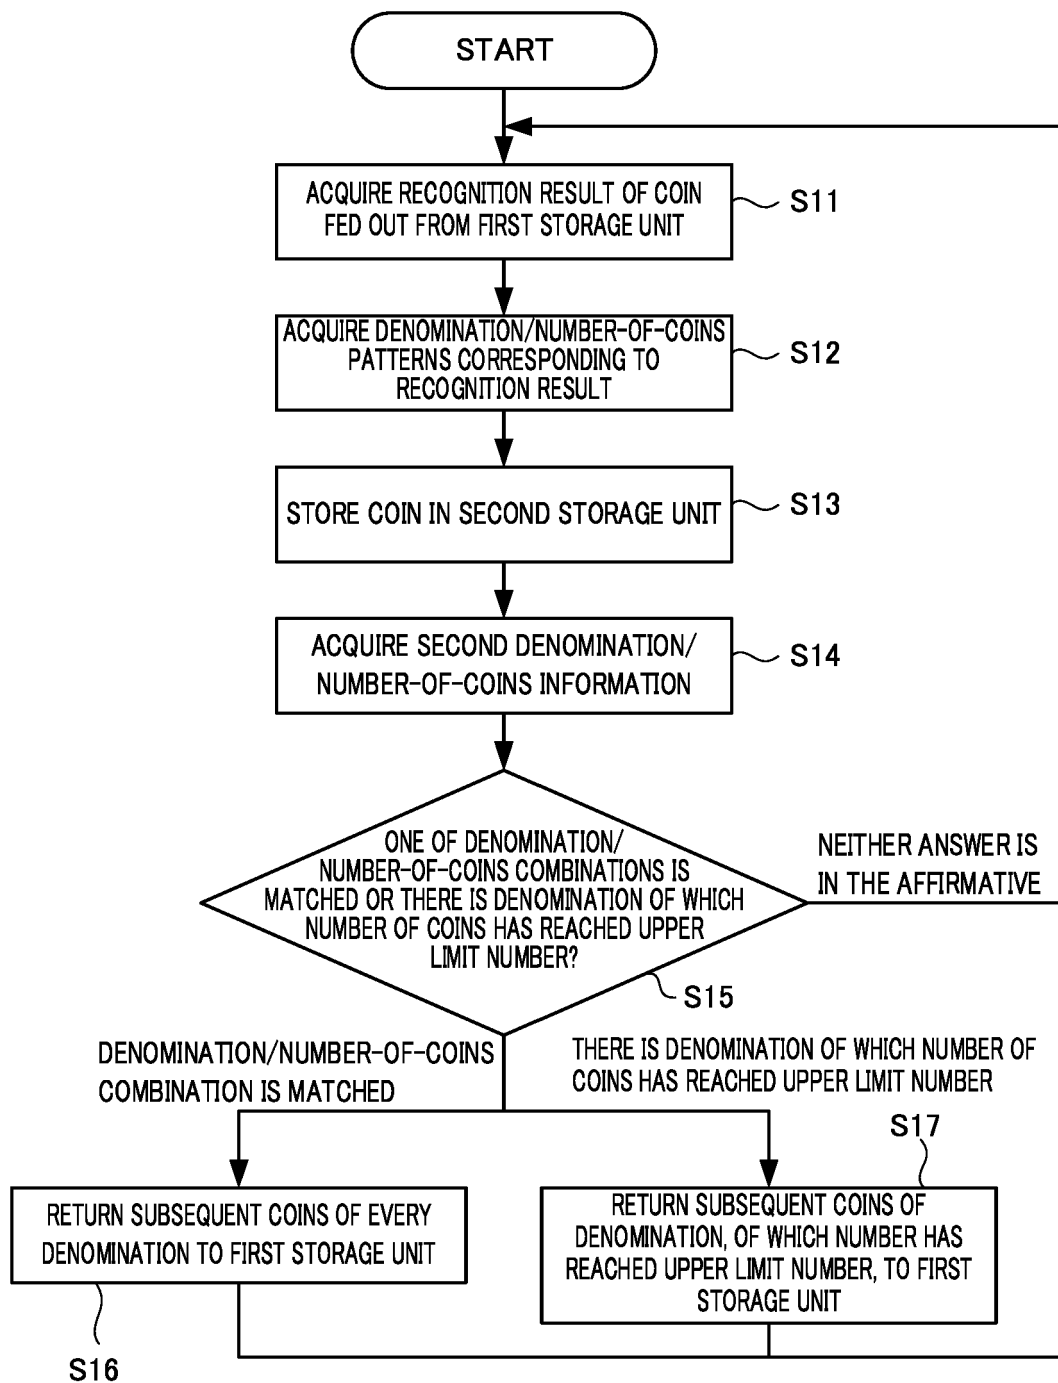 START
ACQUIRE RECOGNITION RESULT OF COIN
FED OUT FROM FIRST STORAGE UNIT
S11
ACQUIRE DENOMINATION/NUMBER-OF-COINS
PATTERNS CORRESPONDING TO
RECOGNITION RESULT
S12
STORE COIN IN SECOND STORAGE UNIT
S13
ACQUIRE SECOND DENOMINATION/
NUMBER-OF-COINS INFORMATION
S14
ONE OF DENOMINATION/
NUMBER-OF-COINS COMBINATIONS IS
MATCHED OR THERE IS DENOMINATION OF WHICH
NUMBER OF COINS HAS REACHED UPPER
LIMIT NUMBER?
S15
NEITHER ANSWER IS
IN THE AFFIRMATIVE
DENOMINATION/NUMBER-OF-COINS
COMBINATION IS MATCHED
THERE IS DENOMINATION OF WHICH NUMBER OF
COINS HAS REACHED UPPER LIMIT NUMBER
RETURN SUBSEQUENT COINS OF EVERY
DENOMINATION TO FIRST STORAGE UNIT
S16
S17
RETURN SUBSEQUENT COINS OF
DENOMINATION, OF WHICH NUMBER HAS
REACHED UPPER LIMIT NUMBER, TO FIRST
STORAGE UNIT